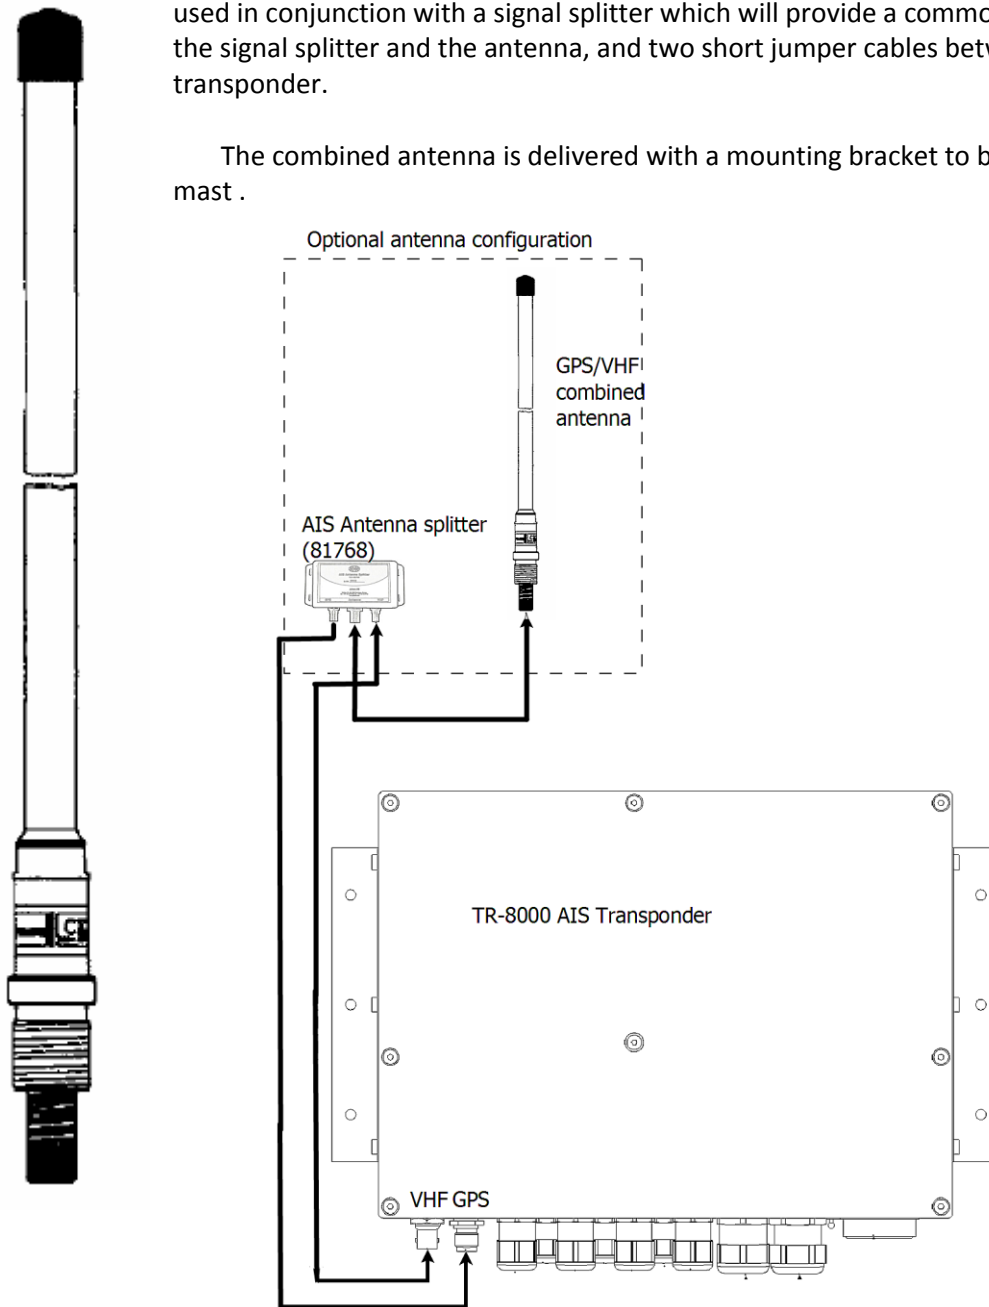 used in conjunction with a signal splitter which will provide a commo
the signal splitter and the antenna, and two short jumper cables betw
transponder.
The combined antenna is delivered with a mounting bracket to b
mast .
Optional antenna configuration
GPS/VHF
combined
antenna
AIS Antenna splitter
(81768)
TR-8000 AIS Transponder
VHF GPS